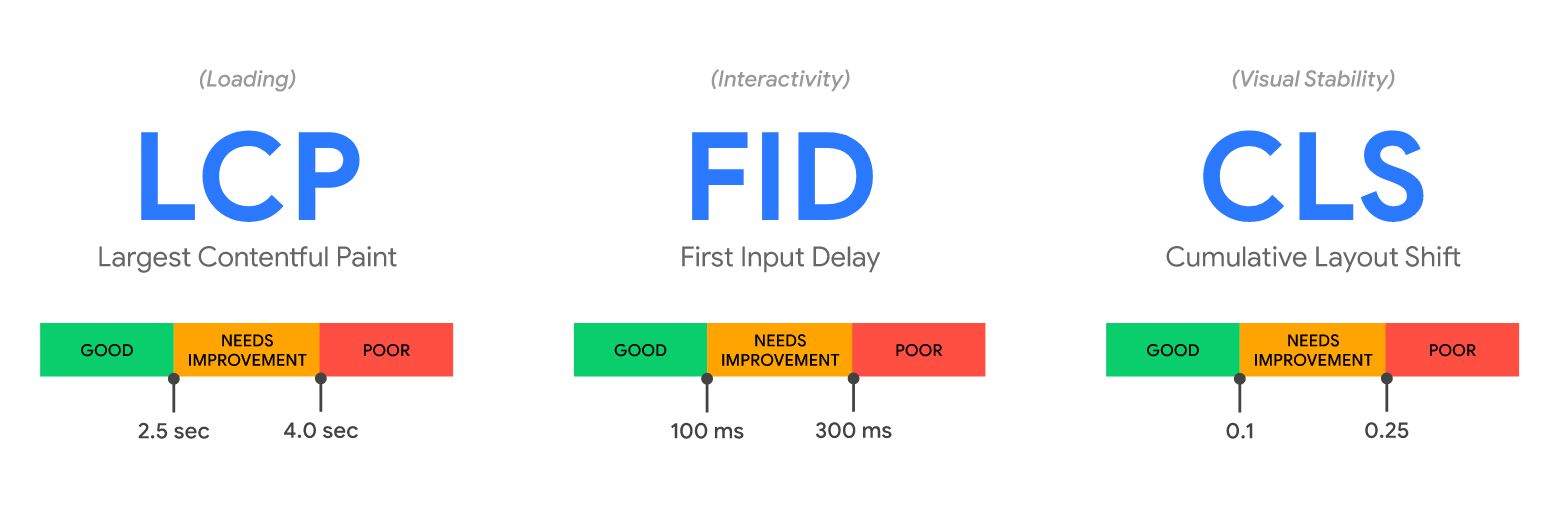 (Loading)
LCP
Largest Contentful Paint
GOOD
NEEDS
IMPROVEMENT
POOR
2.5 sec
4.0 sec
(Interactivity)
FID
First Input Delay
GOOD
NEEDS
IMPROVEMENT
POOR
100 ms
300 ms
(Visual Stability)
CLS
Cumulative Layout Shift
GOOD
NEEDS
IMPROVEMENT
POOR
0.1
0.25